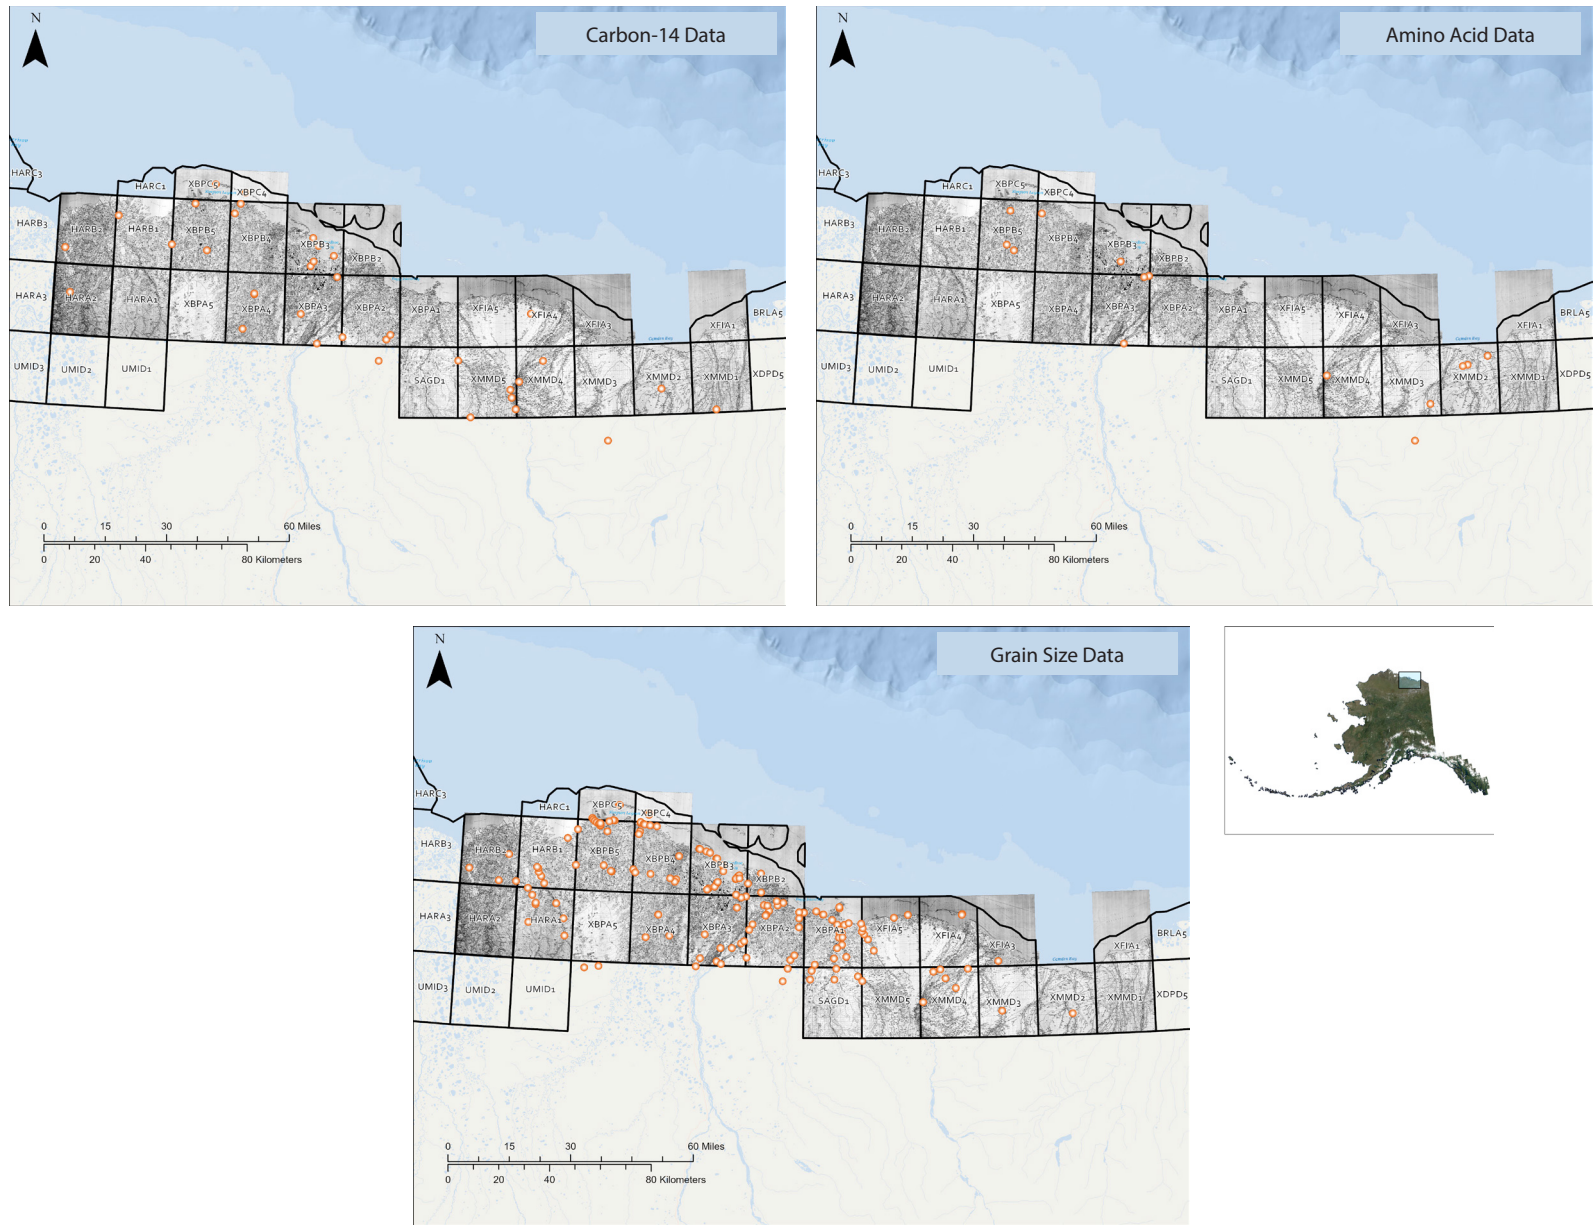 N
Carbon-14 Data
HARC3
HARC1
XBPC5
XBPC4
HARB3
HARB2
HARB1
XBPB5
XBPB4
XBPB3
XBPB2
HARA3
HARA2
HARA1
XBPA5
XBPA4
XBPA3
XBPA2
XBPA1
XFIA5
XFIA4
XFIA3
XFIA1
BRLA5
UMID3
UMID2
UMID1
SAGD1
XMMD5
XMMD4
XMMD3
XMMD2
XMMD1
XDPD5
0 15 30 60 Miles
0 20 40 80 Kilometers
N
Amino Acid Data
HARC3
HARC1
XBPC5
XBPC4
HARB3
HARB2
HARB1
XBPB5
XBPB4
XBPB3
XBPB2
HARA3
HARA2
HARA1
XBPA5
XBPA4
XBPA3
XBPA2
XBPA1
XFIA5
XFIA4
XFIA3
XFIA1
BRLA5
UMID3
UMID2
UMID1
SAGD1
XMMD5
XMMD4
XMMD3
XMMD2
XMMD1
XDPD5
0 15 30 60 Miles
0 20 40 80 Kilometers
N
Grain Size Data
HARC3
HARC1
XBPC5
XBPC4
HARB3
HARB2
HARB1
XBPB5
XBPB4
XBPB3
XBPB2
HARA3
HARA2
HARA1
XBPA5
XBPA4
XBPA3
XBPA2
XBPA1
XFIA5
XFIA4
XFIA3
XFIA1
BRLA5
UMID3
UMID2
UMID1
SAGD1
XMMD5
XMMD4
XMMD3
XMMD2
XMMD1
XDPD5
0 15 30 60 Miles
0 20 40 80 Kilometers